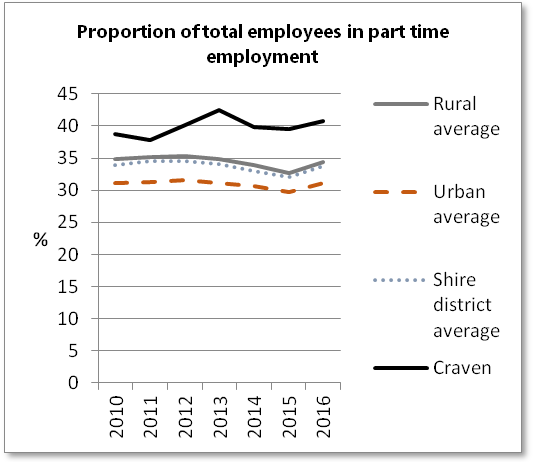 Proportion of total employees in part time
employment
45
40
35
30
25
20
15
10
5
0
%
2010
2011
2012
2013
2014
2015
2016
Rural
average
Urban
average
Shire
district
average
Craven